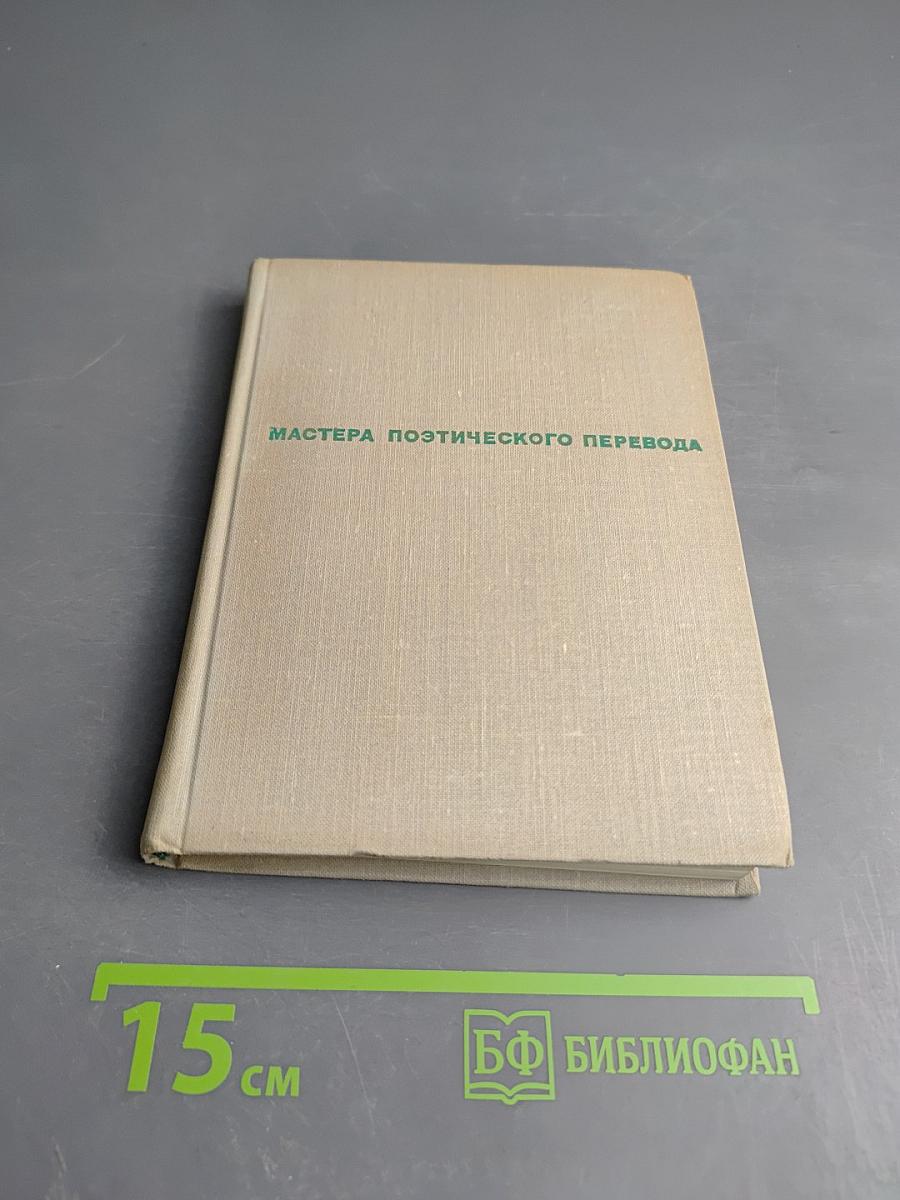 МАСТЕРА ПОЭТИЧЕСКОГО ПЕРЕВОДА
15 см
БФ БИБЛИОФАН